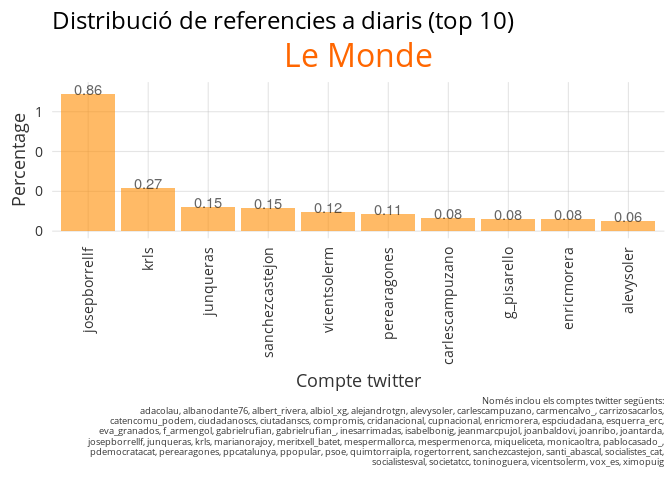 Distribució de referencies a diaris (top 10)
Le Monde
Percentage
1
0
0
0
0.86
0.27
0.15
0.15
0.12
0.11
0.08
0.08
0.08
0.06
josepborrellf
krls
junqueras
sanchezcastejon
vicentsolerm
perearagones
carlescampuzano
g_pisarello
enricmorera
alevysoler
Compte twitter
Només inclou els comptes twitter següents:
adacolau, albanodante76, albert_rivera, albiol_xg, alejandrotgn, alevysoler, carlescampuzano, carmencalvo_, carrizosacarlos,
catencomu_podem, ciudadanoscs, ciutadanscs, compromis, cridanacional, cupnacional, enricmorera, espciudadana, esquerra_erc,
eva_granados, f_armengol, gabrielrufian, gabrielrufian_, inesarrimadas, isabelbonig, jeanmarcpujol, joanbaldovi, joanribo, joantarda,
josepborrellf, junqueras, krls, marianorajoy, meritxell_batet, mespermallorca, mespermenorca, miqueliceta, monicaoltra, pablocasado_,
pdemocratacat, perearagones, ppcatalunya, ppopular, psoe, quimtorraipla, rogertorrent, sanchezcastejon, santi_abascal, socialistes_cat,
socialistesval, societatcc, toninoguera, vicentsolerm, vox_es, ximopuig